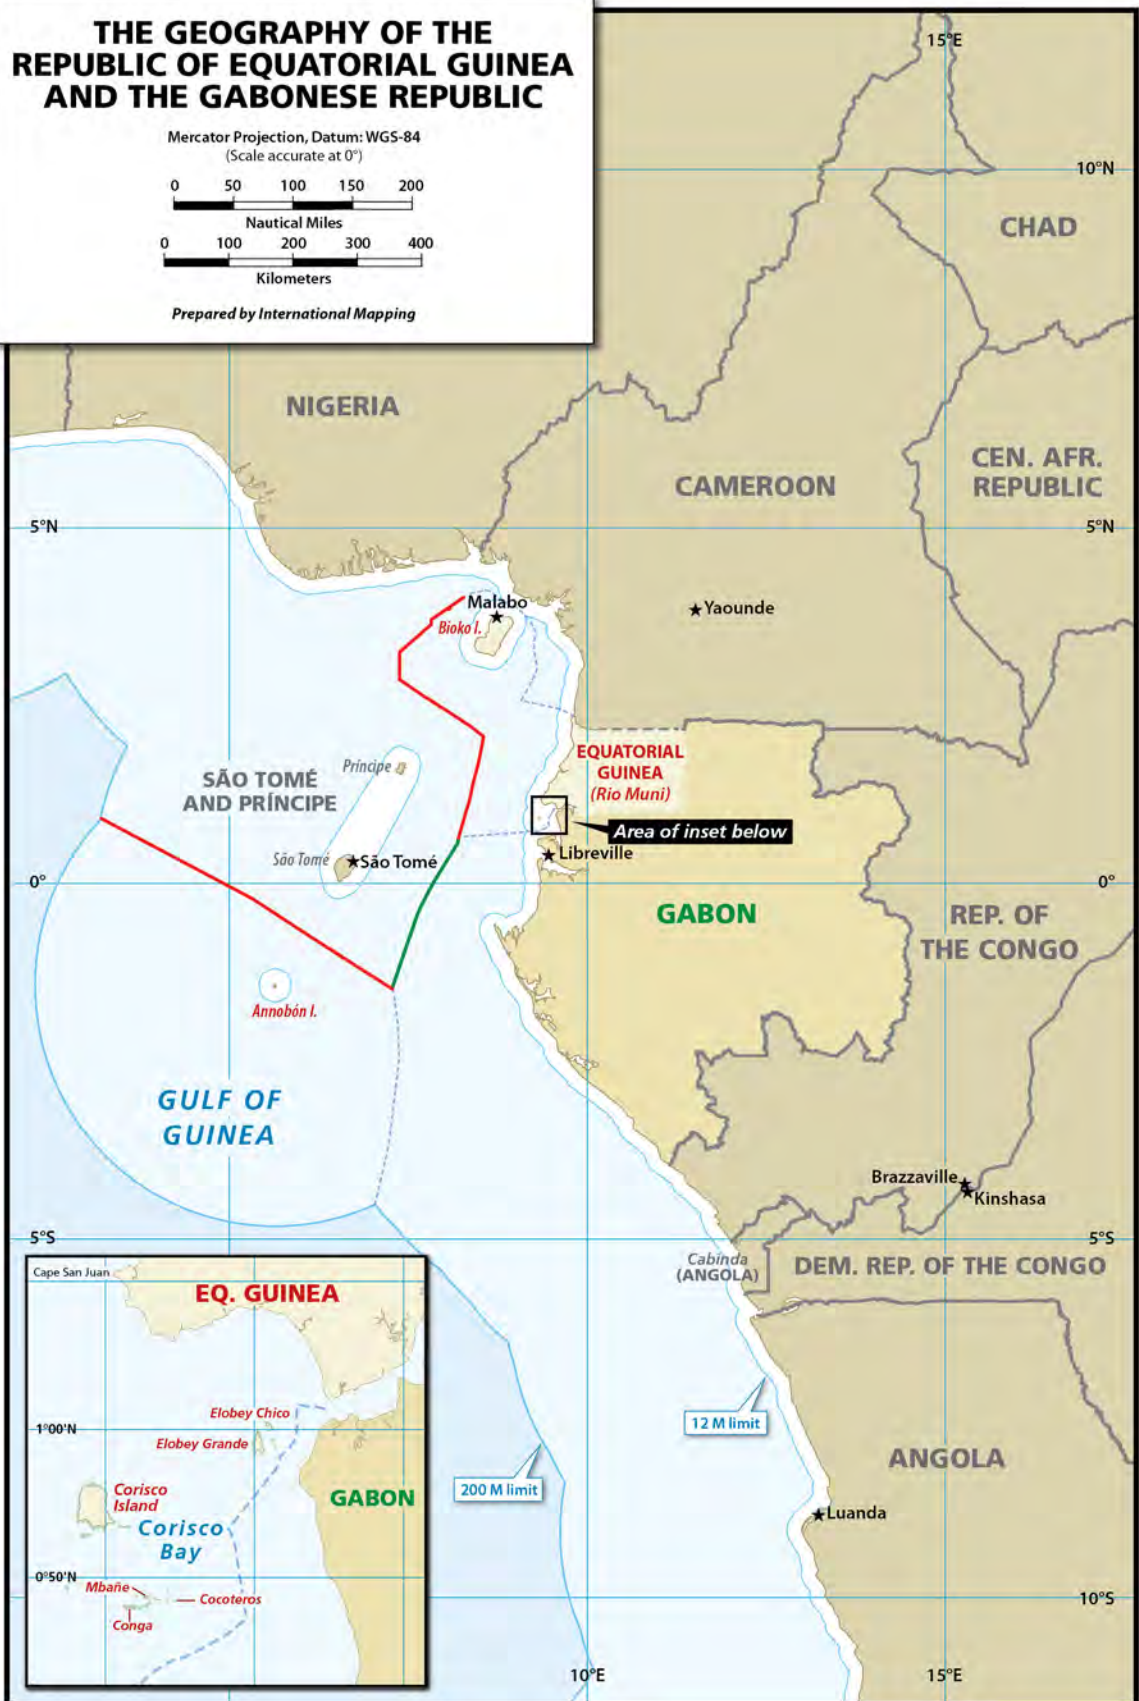 THE GEOGRAPHY OF THE
REPUBLIC OF EQUATORIAL GUINEA
AND THE GABONESE REPUBLIC
Mercator Projection, Datum: WGS-84
(Scale accurate at 0°)
0 50 100 150 200
Nautical Miles
0 100 200 300 400
Kilometers
Prepared by International Mapping
15°E
10°N
CHAD
NIGERIA
CAMEROON
CEN. AFR.
REPUBLIC
5°N
5°N
Malabo
Bioko I.
Yaounde
Príncipe
SÃO TOMÉ
AND PRÍNCIPE
EQUATORIAL
GUINEA
(Rio Muni)
Area of inset below
São Tomé
São Tomé
Libreville
0°
0°
GABON
REP. OF
THE CONGO
Annobón I.
GULF OF
GUINEA
Brazzaville
Kinshasa
5°S
5°S
Cabinda
(ANGOLA)
DEM. REP. OF THE CONGO
Cape San Juan
EQ. GUINEA
Elobey Chico
1°00'N
Elobey Grande
Corisco
Island
GABON
Corisco
Bay
0°50'N
Mbañe
Cocoteros
Conga
12 M limit
200 M limit
ANGOLA
Luanda
10°S
10°E
15°E